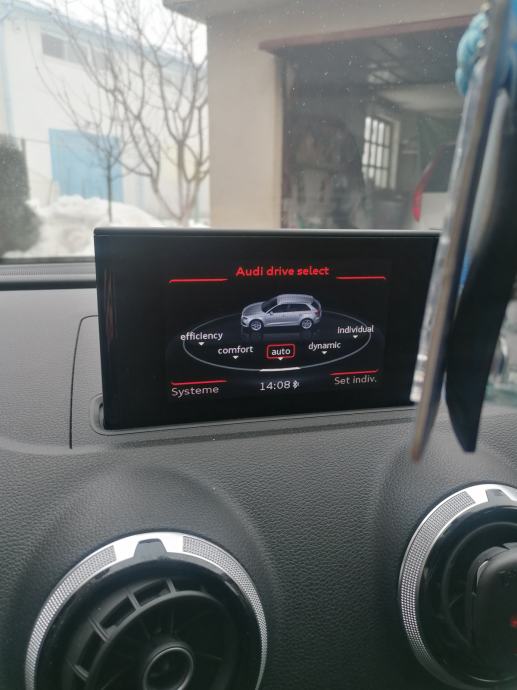 Audi drive select
efficiency
individual
comfort
auto
dynamic
Systeme
14:08
Set indiv.